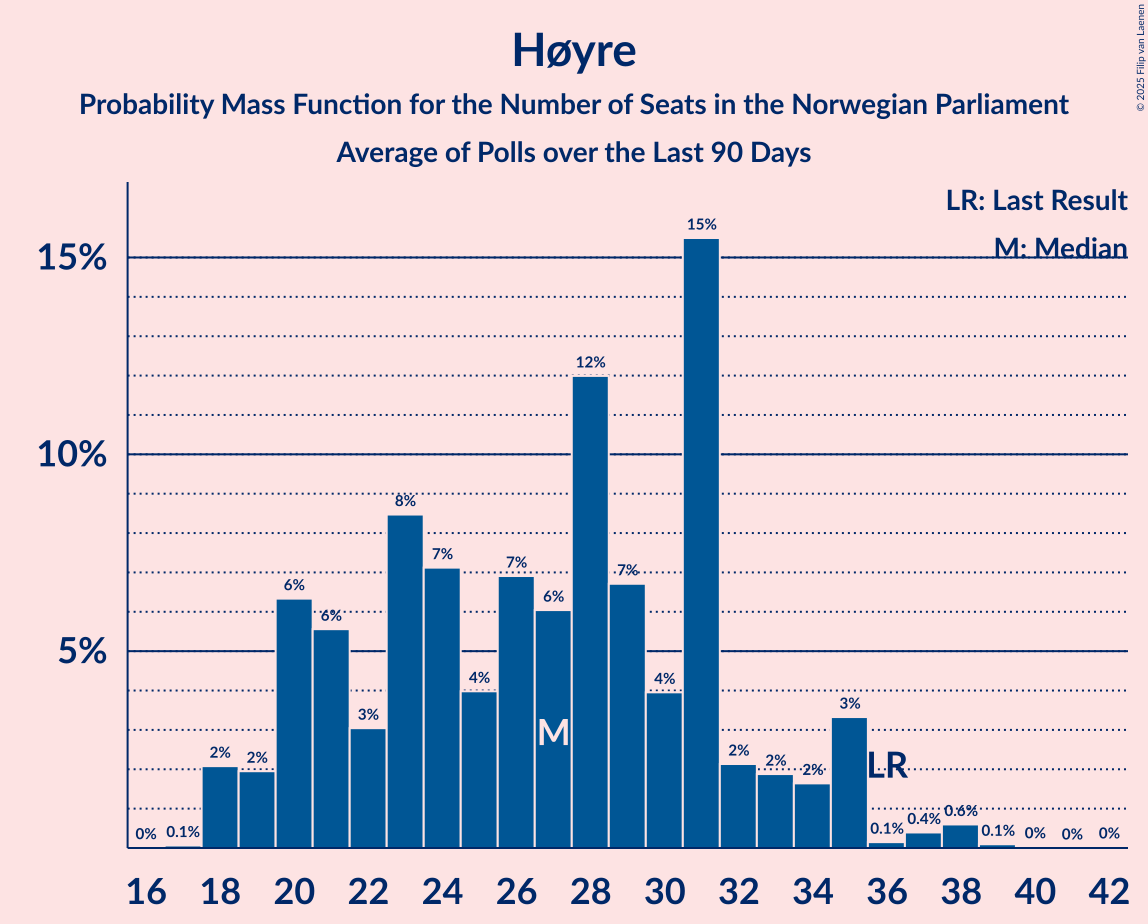 Høyre
Probability Mass Function for the Number of Seats in the Norwegian Parliament
Average of Polls over the Last 90 Days
© 2025 Filip van Laenen
LR: Last Result
M: Median
15%
10%
5%
0% 0.1% 2% 2% 6% 6% 3% 8% 7% 4% 7% 6% 12% 7% 4% 15% 2% 2% 2% 3% 0.1% 0.4% 0.6% 0.1% 0% 0% 0%
M
LR
16 18 20 22 24 26 28 30 32 34 36 38 40 42